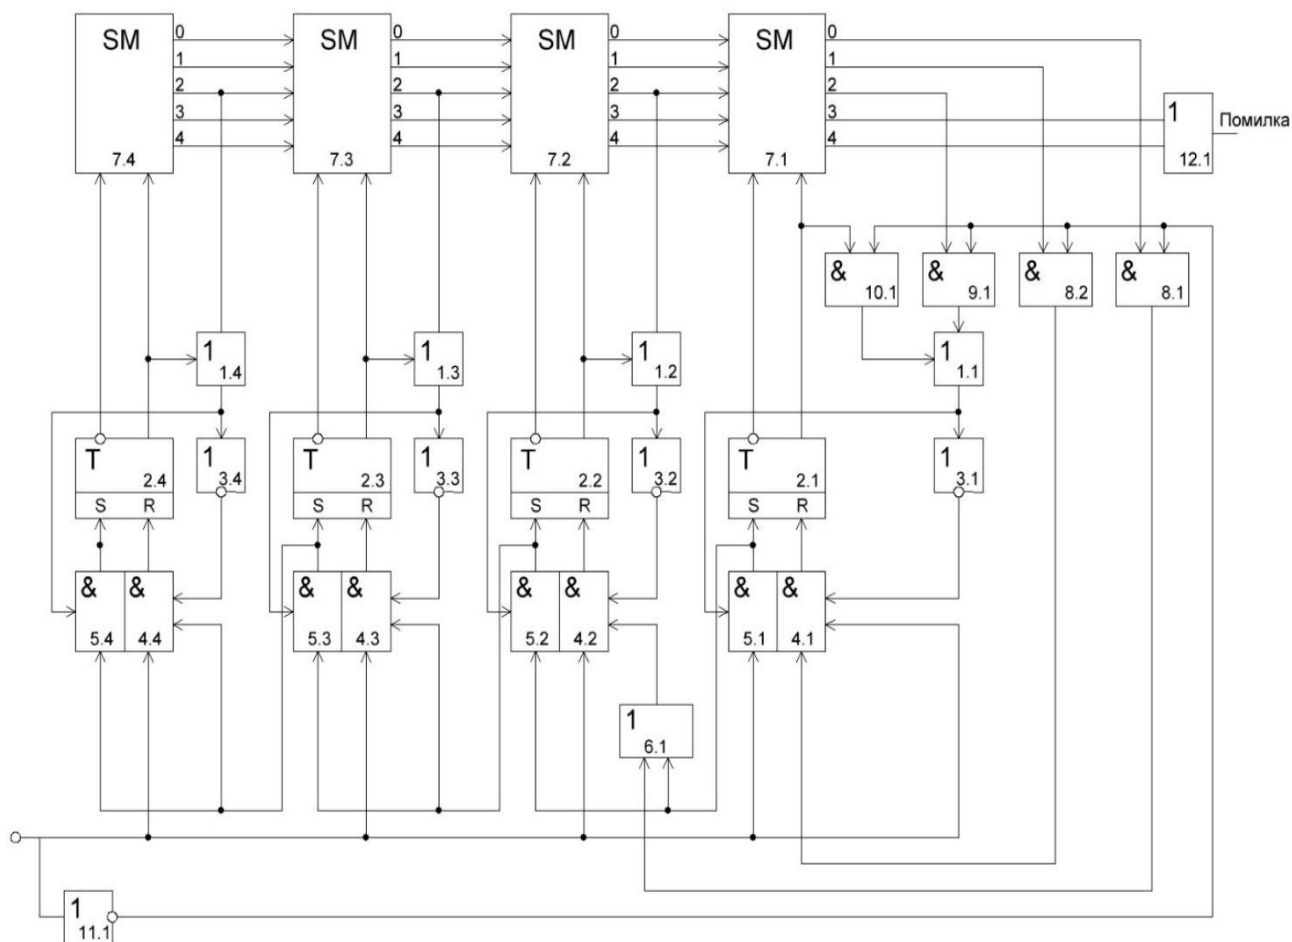 SM 0 SM 0 SM 0 SM 0
1 1 1 1
2 2 2 2
3 3 3 3 1 Помилка
4 4 4 4
7.4 7.3 7.2 7.1 12.1
& & & &
10.1 9.1 8.2 8.1
1 1 1 1
1.4 1.3 1.2 1.1
T 1 T 1 T 1 T 1
2.4 3.4 2.3 3.3 2.2 3.2 2.1 3.1
S R S R S R S R
& & & & & & & &
5.4 4.4 5.3 4.3 5.2 4.2 5.1 4.1
1
6.1
1
11.1